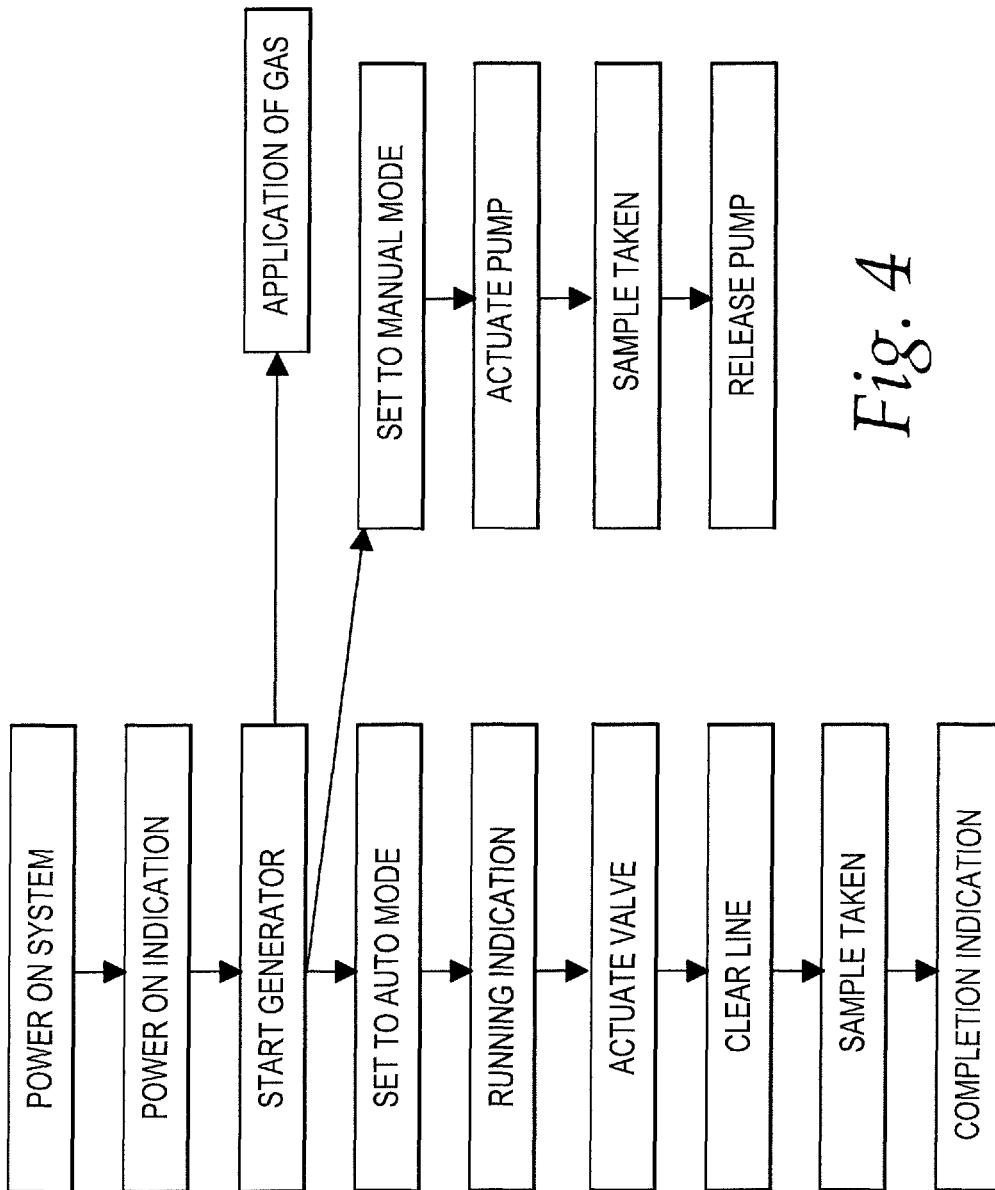 POWER ON SYSTEM
POWER ON INDICATION
START GENERATOR
SET TO AUTO MODE
RUNNING INDICATION
ACTUATE VALVE
CLEAR LINE
SAMPLE TAKEN
COMPLETION INDICATION
APPLICATION OF GAS
SET TO MANUAL MODE
ACTUATE PUMP
SAMPLE TAKEN
RELEASE PUMP
Fig. 4